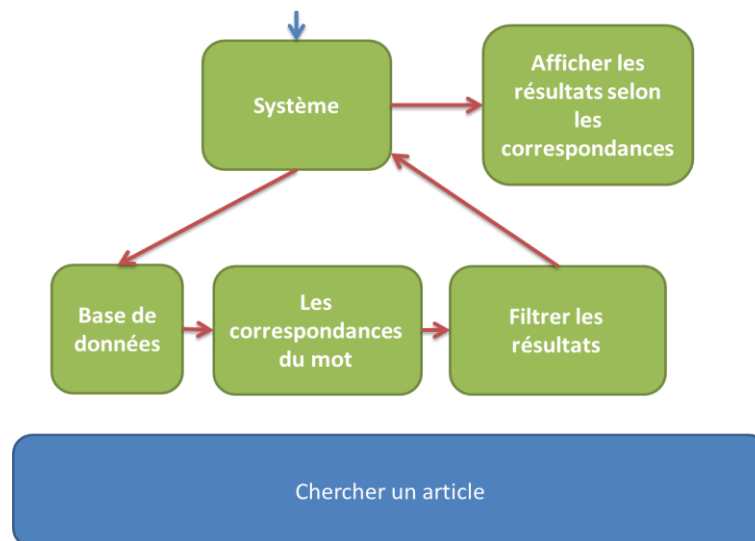 Système
Afficher les
résultats selon
les
correspondances
Base de
données
Les
correspondances
du mot
Filtrer les
résultats
Chercher un article